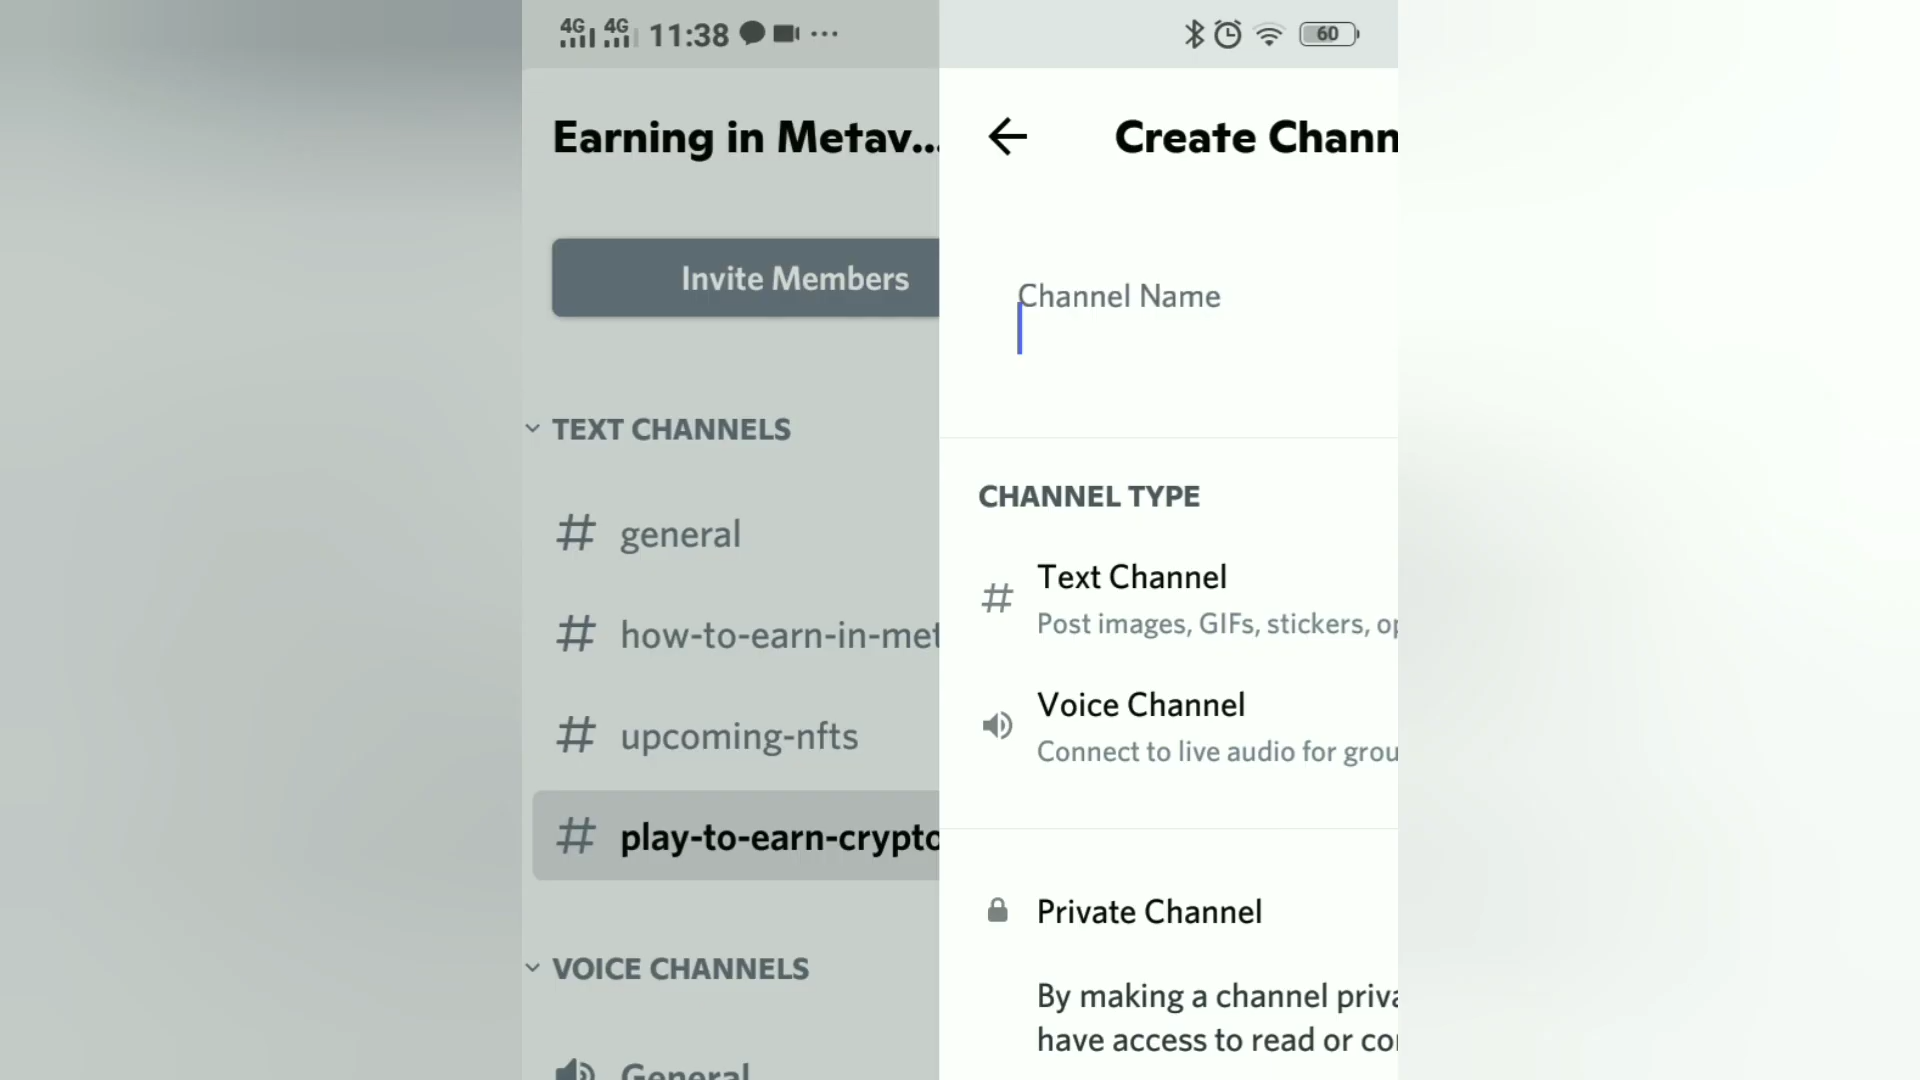 4G 4G 11:38 ... 60
Earning in Metav...
Invite Members
TEXT CHANNELS
# general
# how-to-earn-in-met
# upcoming-nfts
# play-to-earn-crypto
VOICE CHANNELS
General
Create Chann
Channel Name
CHANNEL TYPE
# Text Channel
Post images, GIFs, stickers, op
Voice Channel
Connect to live audio for grou
Private Channel
By making a channel priva
have access to read or co